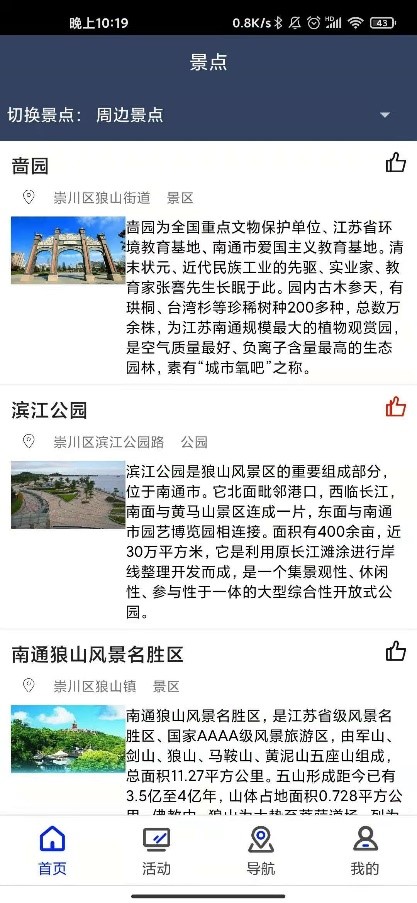 晚上10:19
0.8K/s
HD
43
景点
切换景点： 周边景点
啬园
崇川区狼山街道 景区
啬园为全国重点文物保护单位、江苏省环
境教育基地、南通市爱国主义教育基地。清
末状元、近代民族工业的先驱、实业家、教
育家张謇先生长眠于此。园内古木参天，有
珙桐、台湾杉等珍稀树种200多种，总数万
余株，为江苏南通规模最大的植物观赏园，
是空气质量最好、负离子含量最高的生态
园林，素有“城市氧吧”之称。
滨江公园
崇川区滨江公园路 公园
滨江公园是狼山风景区的重要组成部分，
位于南通市。它北面毗邻港口，西临长江，
南面与黄马山景区连成一片，东面与南通
市园艺博览园相连接。面积有400余亩，近
30万平方米，它是利用原长江滩涂进行岸
线整理开发而成，是一个集景观性、休闲
性、参与性于一体的大型综合性开放式公
园。
南通狼山风景名胜区
崇川区狼山镇 景区
南通狼山风景名胜区，是江苏省级风景名
胜区、国家AAAA级风景旅游区，由军山、
剑山、狼山、马鞍山、黄泥山五座山组成，
总面积11.27平方公里。五山形成距今已有
3.5亿至4亿年，山体占地面积0.728平方公
里。佛教中，狼山为大势至菩萨道场，列为
首页
活动
导航
我的